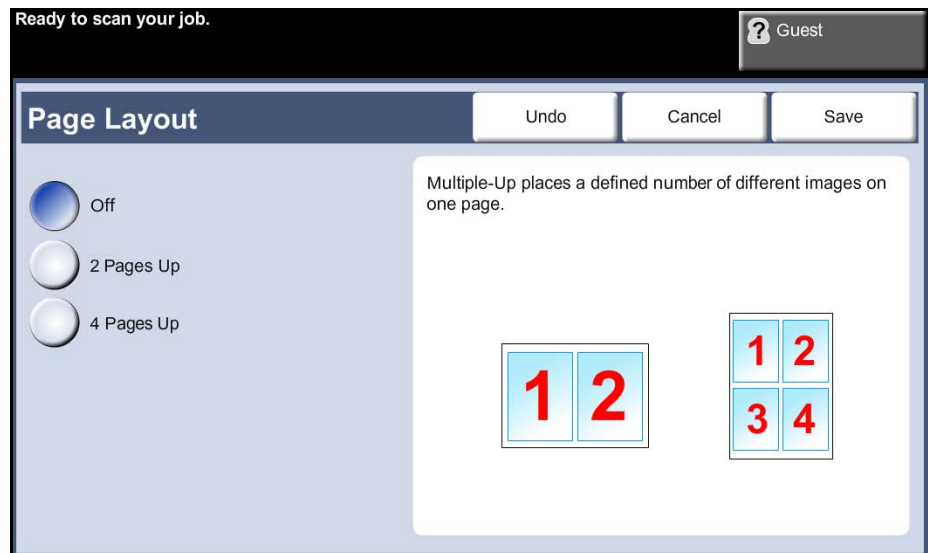 Ready to scan your job.
? Guest
Page Layout
Undo
Cancel
Save
Off
2 Pages Up
4 Pages Up
Multiple-Up places a defined number of different images on
one page.
1 2
1 2
3 4